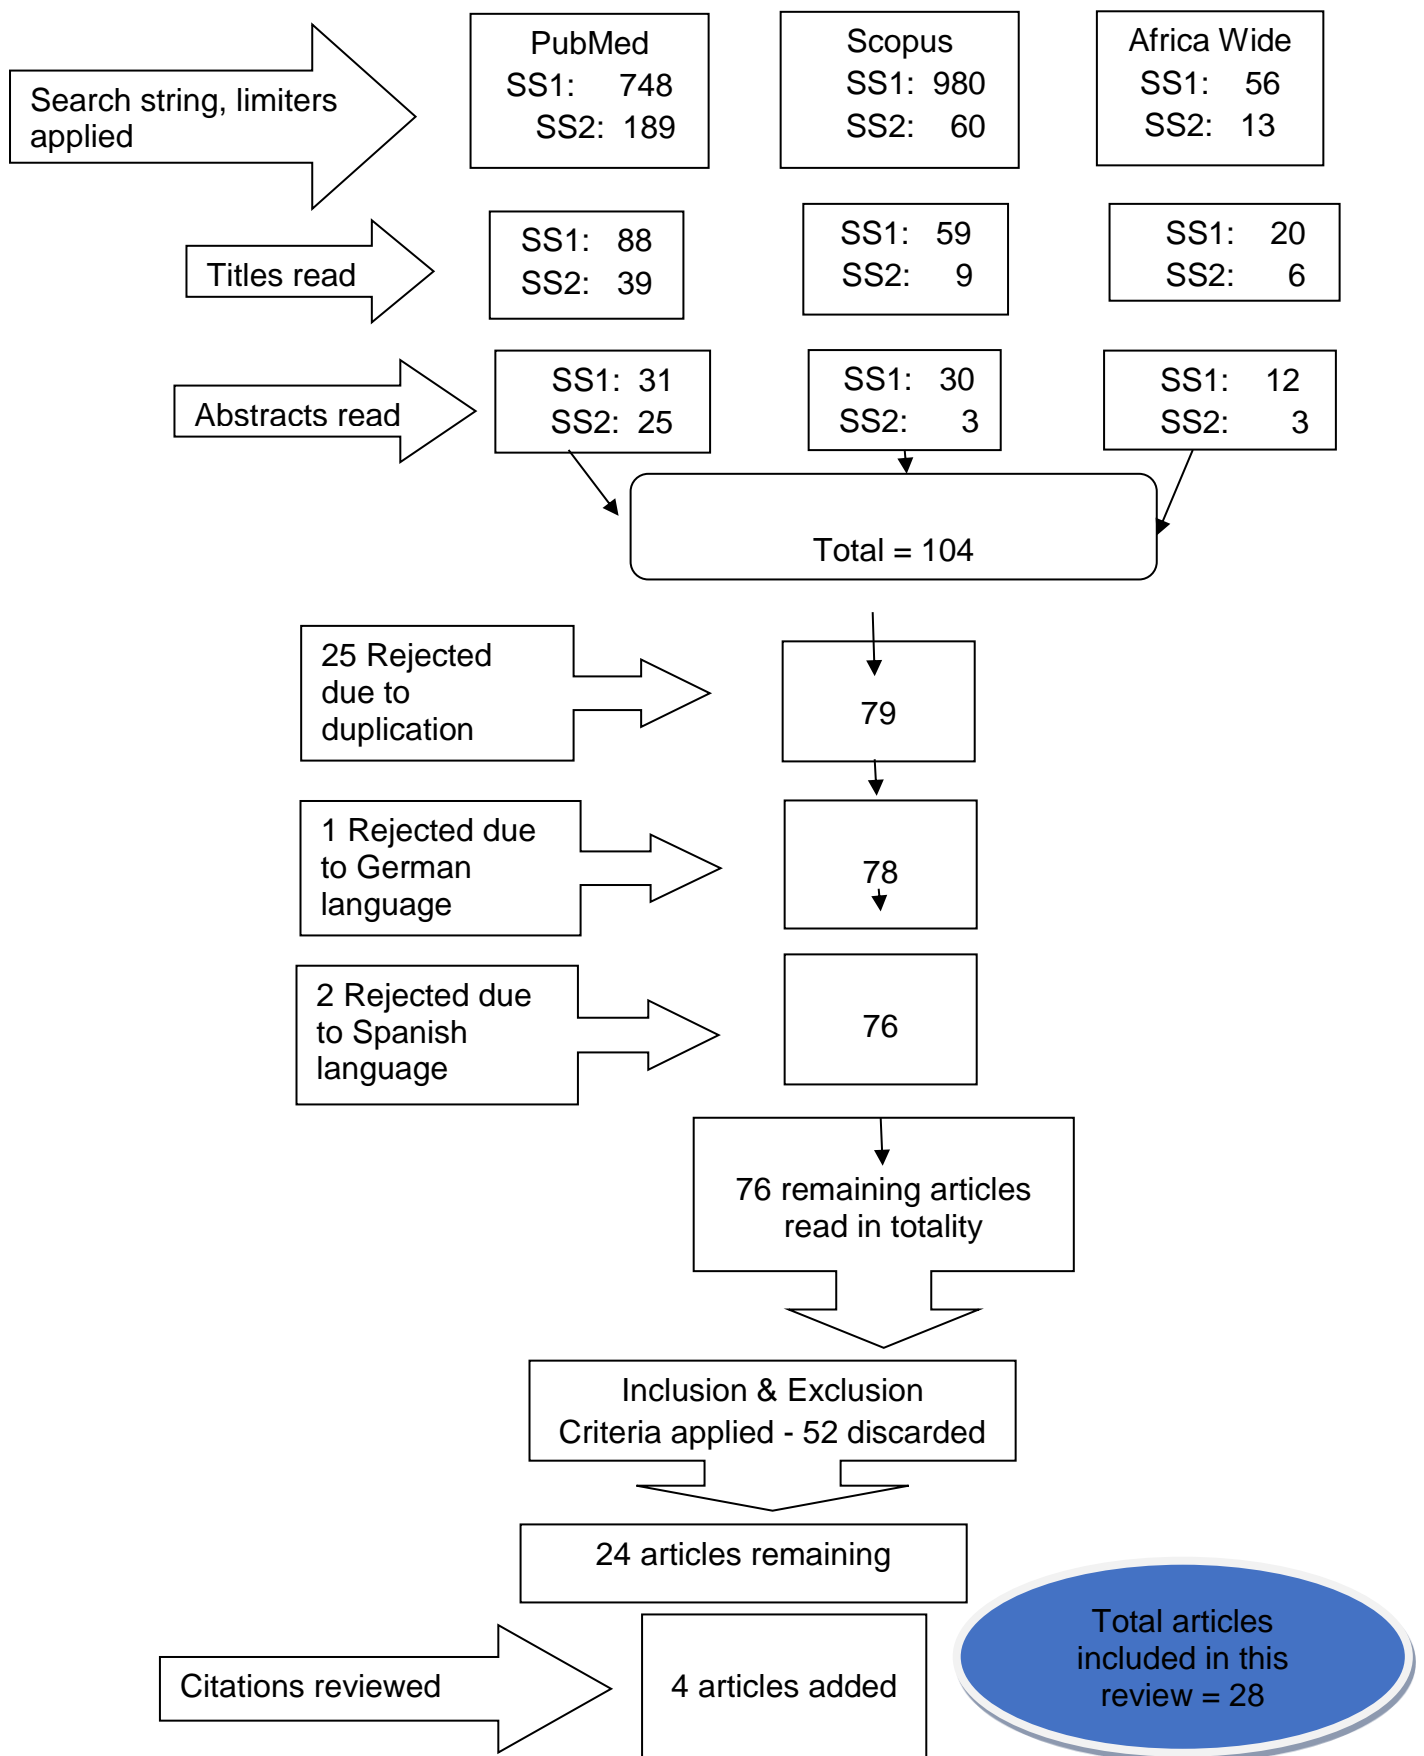 Search string, limiters
applied
PubMed
SS1: 748
SS2: 189
Scopus
SS1: 980
SS2: 60
Africa Wide
SS1: 56
SS2: 13
Titles read
SS1: 88
SS2: 39
SS1: 59
SS2: 9
SS1: 20
SS2: 6
Abstracts read
SS1: 31
SS2: 25
SS1: 30
SS2: 3
SS1: 12
SS2: 3
Total = 104
25 Rejected
due to
duplication
79
1 Rejected due
to German
language
78
2 Rejected due
to Spanish
language
76
76 remaining articles
read in totality
Inclusion & Exclusion
Criteria applied - 52 discarded
24 articles remaining
Citations reviewed
4 articles added
Total articles
included in this
review = 28